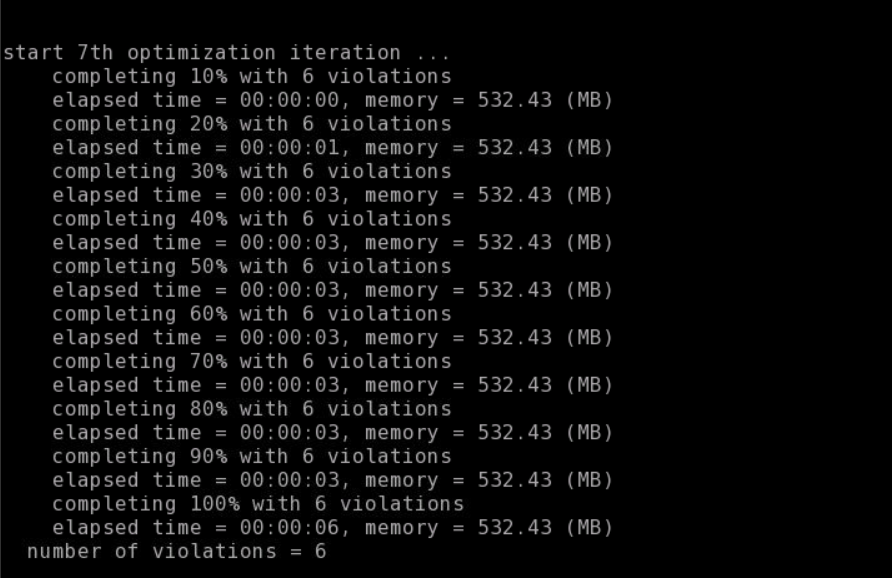 start 7th optimization iteration ...
    completing 10% with 6 violations
    elapsed time = 00:00:00, memory = 532.43 (MB)
    completing 20% with 6 violations
    elapsed time = 00:00:01, memory = 532.43 (MB)
    completing 30% with 6 violations
    elapsed time = 00:00:03, memory = 532.43 (MB)
    completing 40% with 6 violations
    elapsed time = 00:00:03, memory = 532.43 (MB)
    completing 50% with 6 violations
    elapsed time = 00:00:03, memory = 532.43 (MB)
    completing 60% with 6 violations
    elapsed time = 00:00:03, memory = 532.43 (MB)
    completing 70% with 6 violations
    elapsed time = 00:00:03, memory = 532.43 (MB)
    completing 80% with 6 violations
    elapsed time = 00:00:03, memory = 532.43 (MB)
    completing 90% with 6 violations
    elapsed time = 00:00:03, memory = 532.43 (MB)
    completing 100% with 6 violations
    elapsed time = 00:00:06, memory = 532.43 (MB)
  number of violations = 6